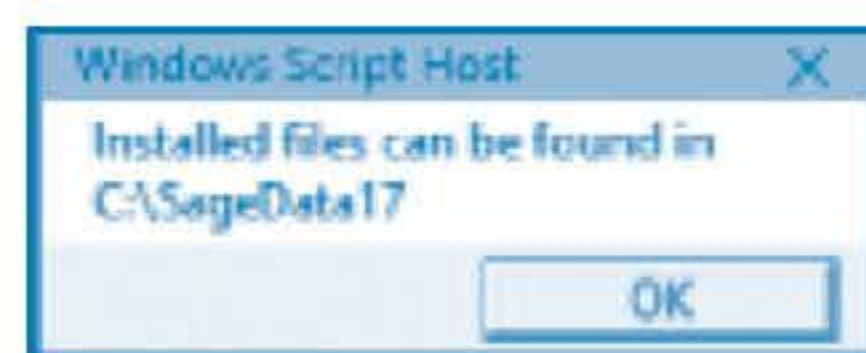 Windows Script Host
Installed files can be found in
C:\SageData17
OK